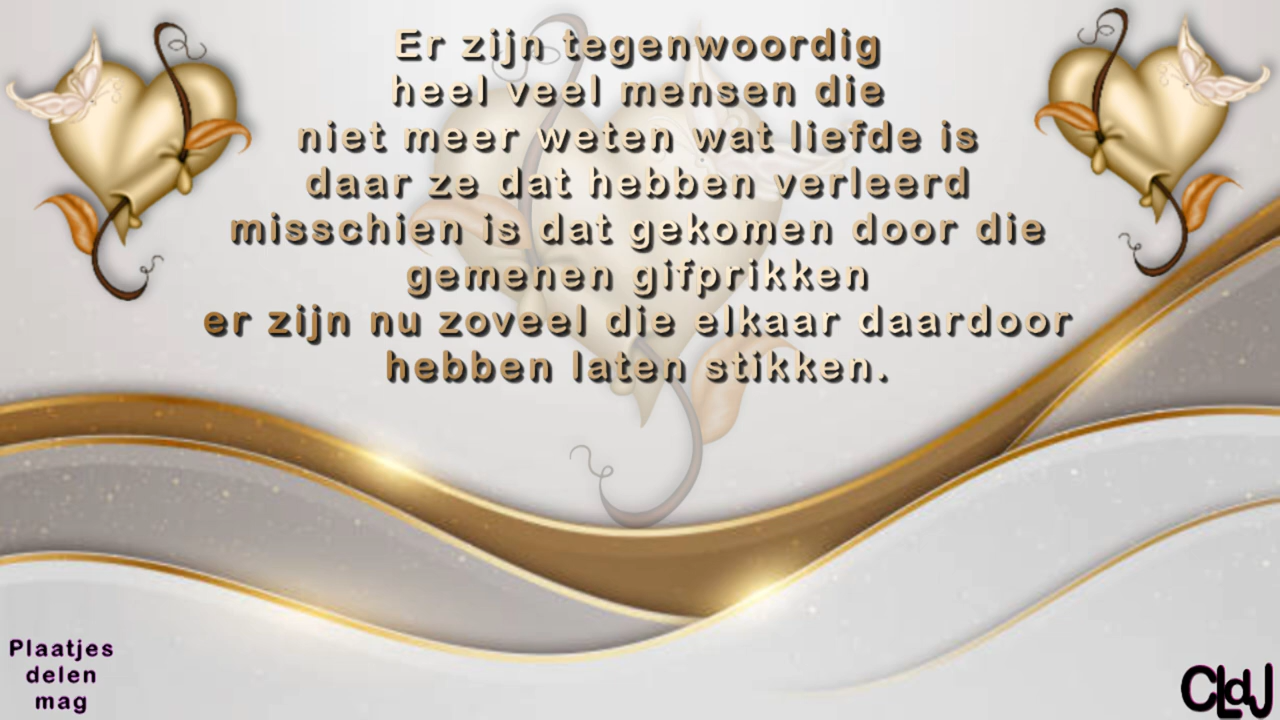 Er zijn tegenwoordig
heel veel mensen die
niet meer weten wat liefde is
daar ze dat hebben verleerd
misschien is dat gekomen door die
gemenen gifprikken
er zijn nu zoveel die elkaar daardoor
hebben laten stikken.
Plaatjes
delen
mag
CLdJ